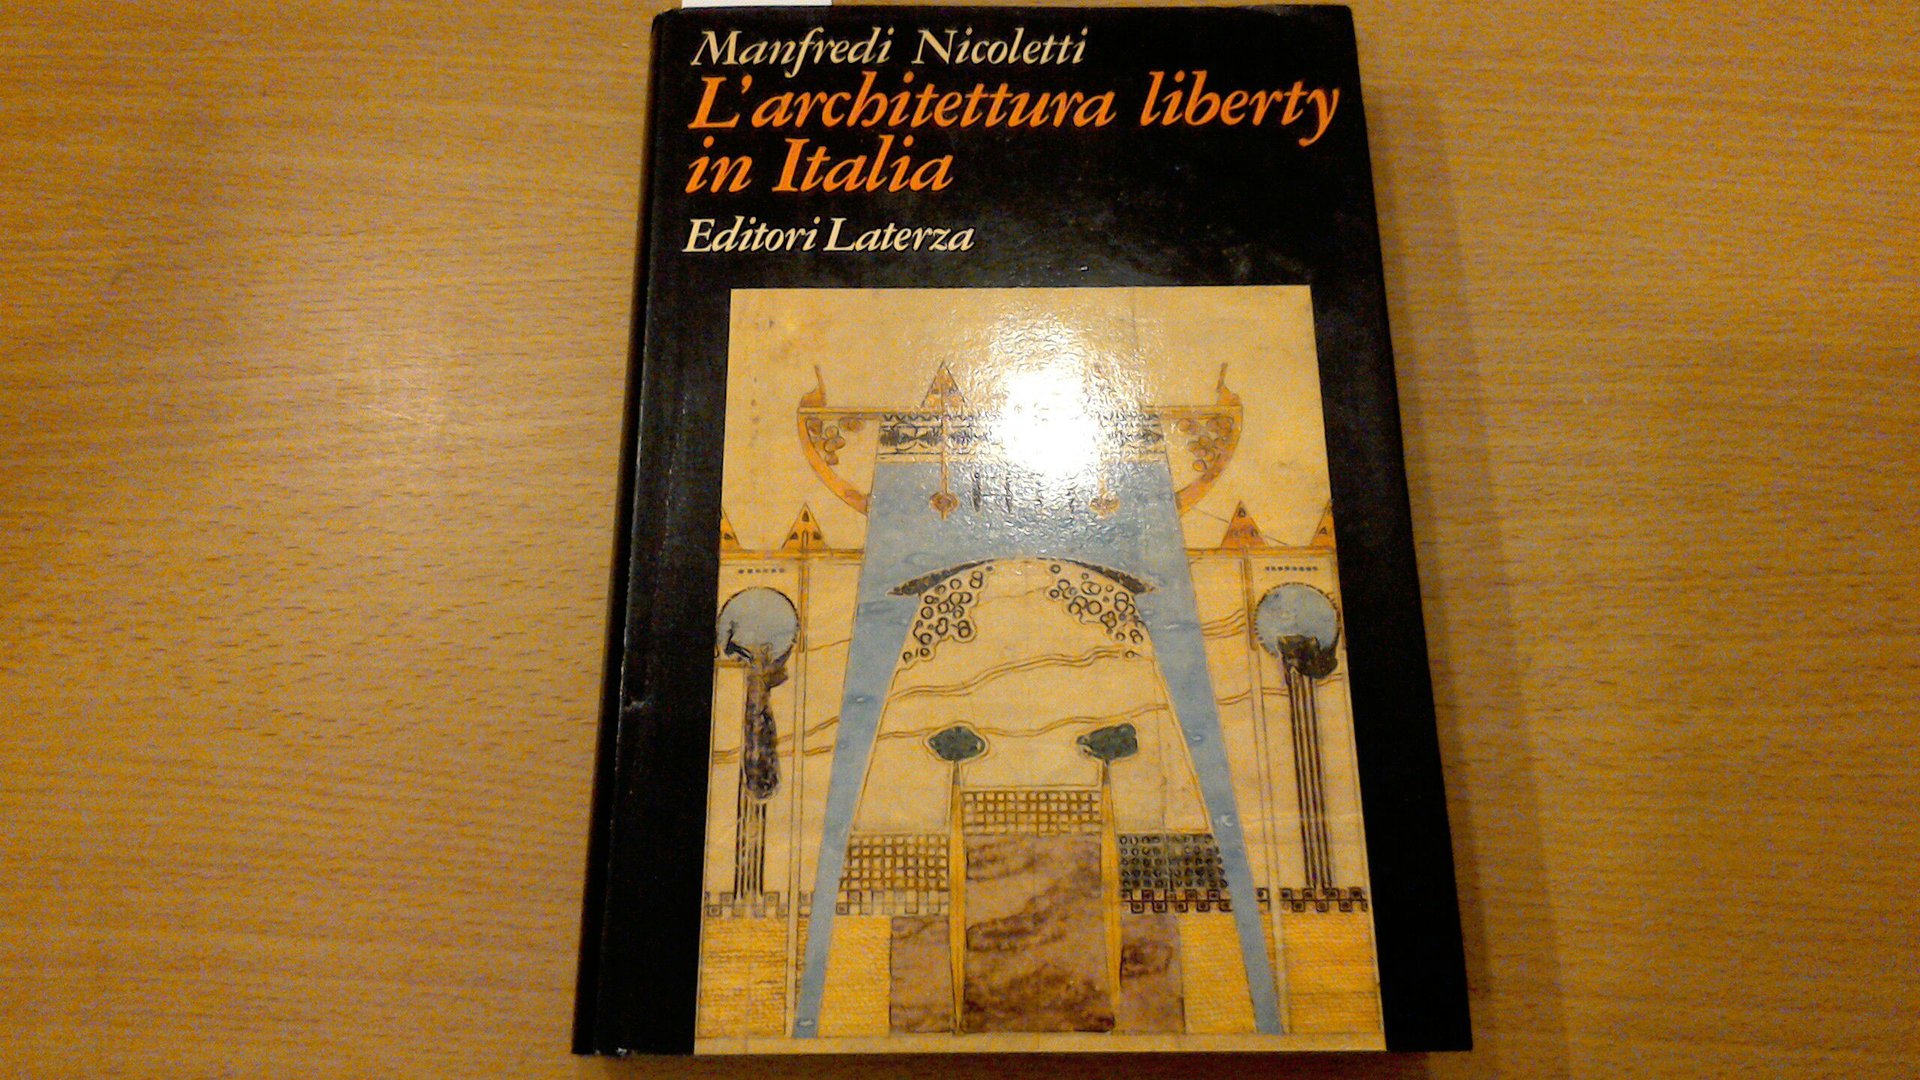 Manfredi Nicoletti
L'architettura liberty
in Italia
Editori Laterza